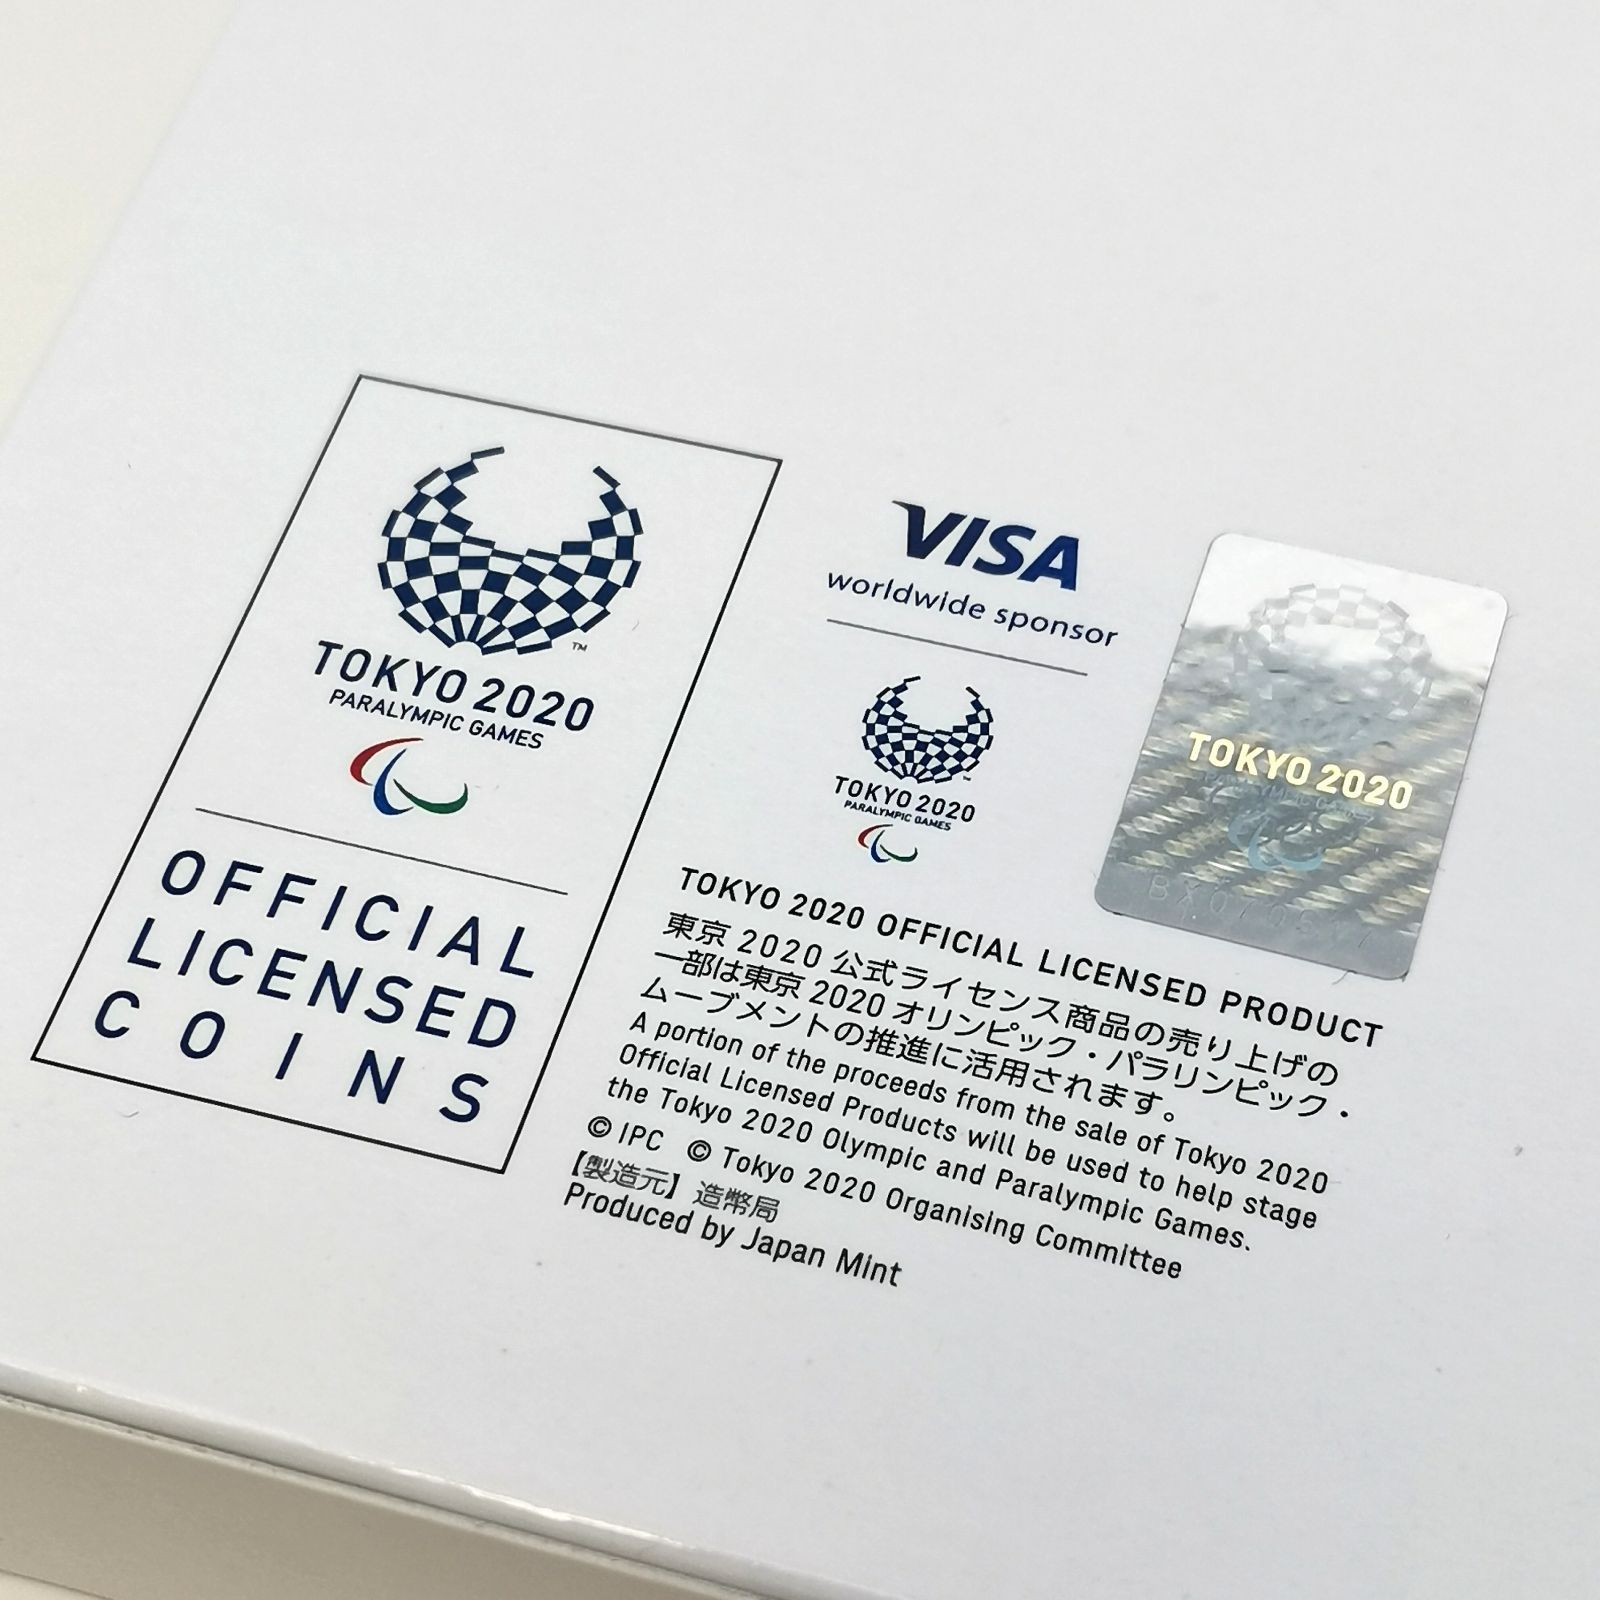 TOKYO 2020
PARALYMPIC GAMES
OFFICIAL
LICENSED
COINS
VISA
worldwide sponsor
TOKYO 2020
PARALYMPIC GAMES
TOKYO 2020 OFFICIAL LICENSED PRODUCT
東京 2020 公式ライセンス商品の売り上げの
一部は東京 2020 オリンピック・パラリンピック・
ムーブメントの推進に活用されます。
A portion of the proceeds from the sale of Tokyo 2020
Official Licensed Products will be used to help stage
the Tokyo 2020 Olympic and Paralympic Games.
© IPC © Tokyo 2020 Organising Committee
【製造元】造幣局
Produced by Japan Mint
TOKYO 2020
PARALYMPIC GAMES